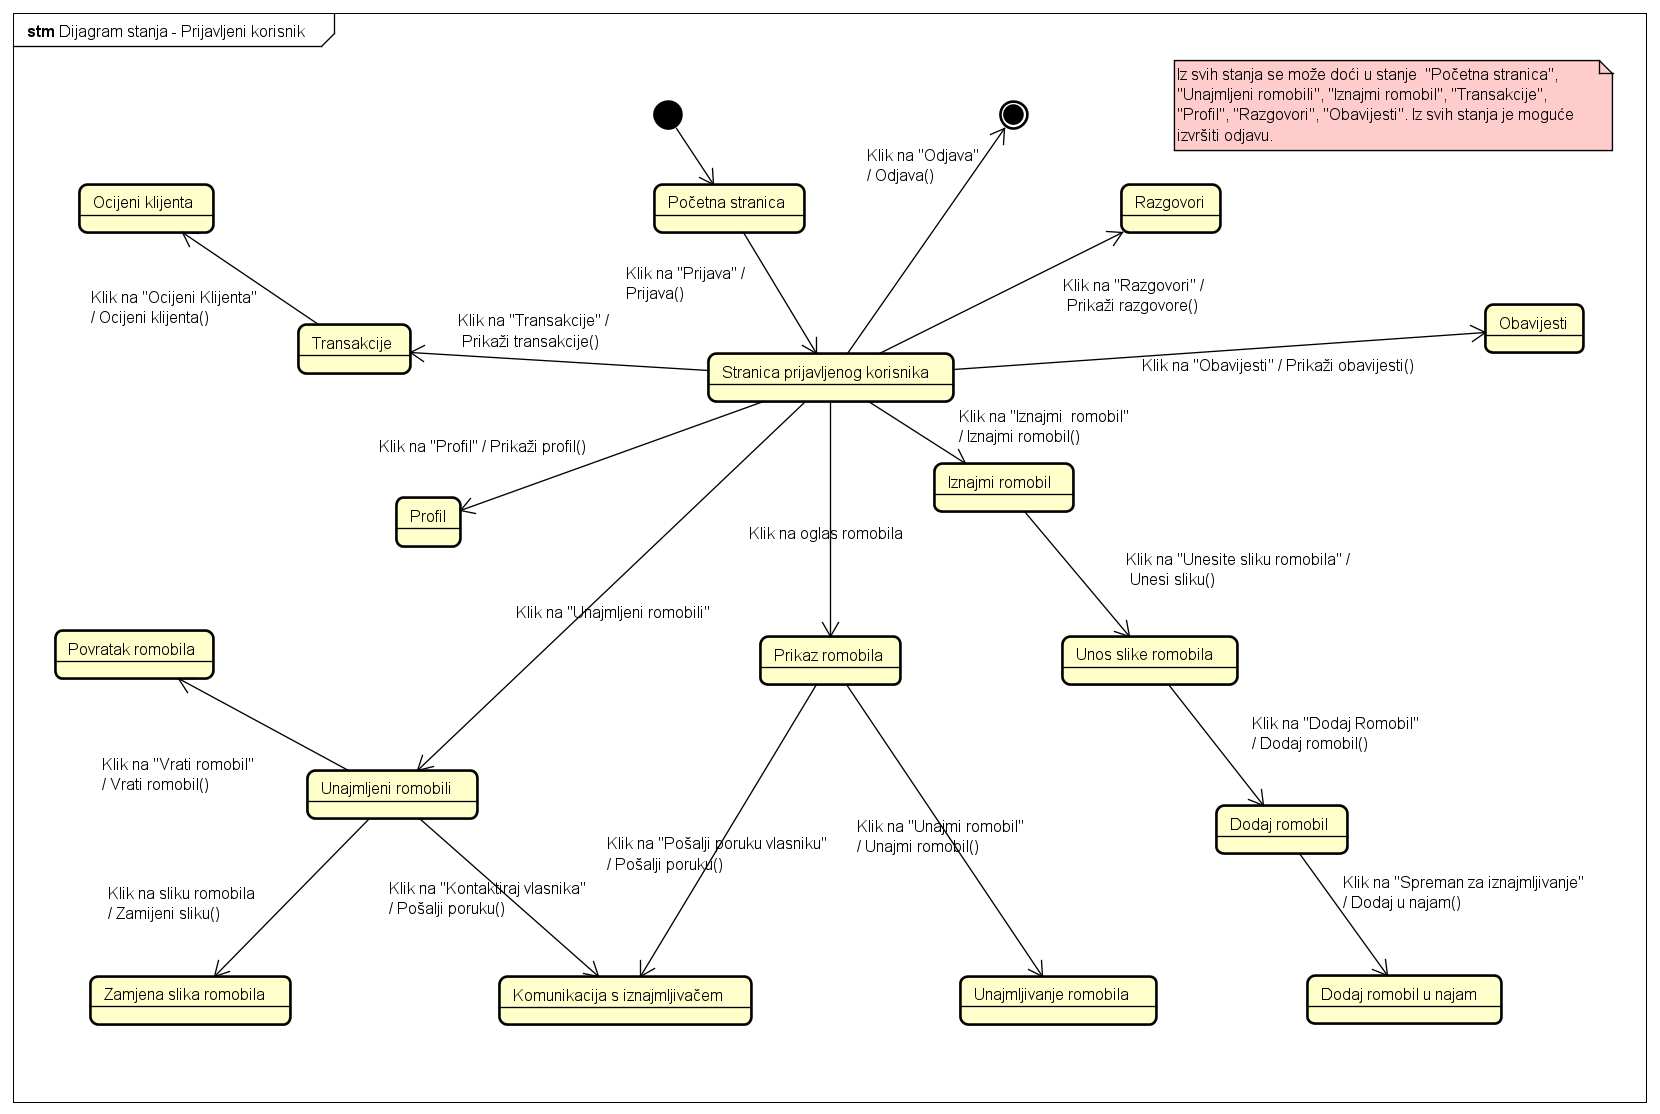 stm Dijagram stanja - Prijavljeni korisnik
Iz svih stanja se može doći u stanje  "Početna stranica",
"Unajmljeni romobili", "Iznajmi romobil", "Transakcije",
"Profil", "Razgovori", "Obavijesti". Iz svih stanja je moguće
izvršiti odjavu.
Klik na "Odjava"
/ Odjava()
Ocijeni klijenta
Početna stranica
Razgovori
Klik na "Prijava" /
Prijava()
Klik na "Razgovori" /
Prikaži razgovore()
Klik na "Ocijeni Klijenta"
/ Ocijeni klijenta()
Klik na "Transakcije" /
Prikaži transakcije()
Obavijesti
Transakcije
Stranica prijavljenog korisnika
Klik na "Obavijesti" / Prikaži obavijesti()
Klik na "Iznajmi  romobil"
/ Iznajmi romobil()
Klik na "Profil" / Prikaži profil()
Iznajmi romobil
Profil
Klik na oglas romobila
Klik na "Unesite sliku romobila" /
Unesi sliku()
Klik na "Unajmljeni romobili"
Povratak romobila
Prikaz romobila
Unos slike romobila
Klik na "Dodaj Romobil"
/ Dodaj romobil()
Klik na "Vrati romobil"
/ Vrati romobil()
Unajmljeni romobili
Dodaj romobil
Klik na "Pošalji poruku vlasniku"
/ Pošalji poruku()
Klik na "Unajmi romobil"
/ Unajmi romobil()
Klik na sliku romobila
/ Zamijeni sliku()
Klik na "Kontaktiraj vlasnika"
/ Pošalji poruku()
Klik na "Spreman za iznajmljivanje"
/ Dodaj u najam()
Zamjena slika romobila
Komunikacija s iznajmljivačem
Unajmljivanje romobila
Dodaj romobil u najam